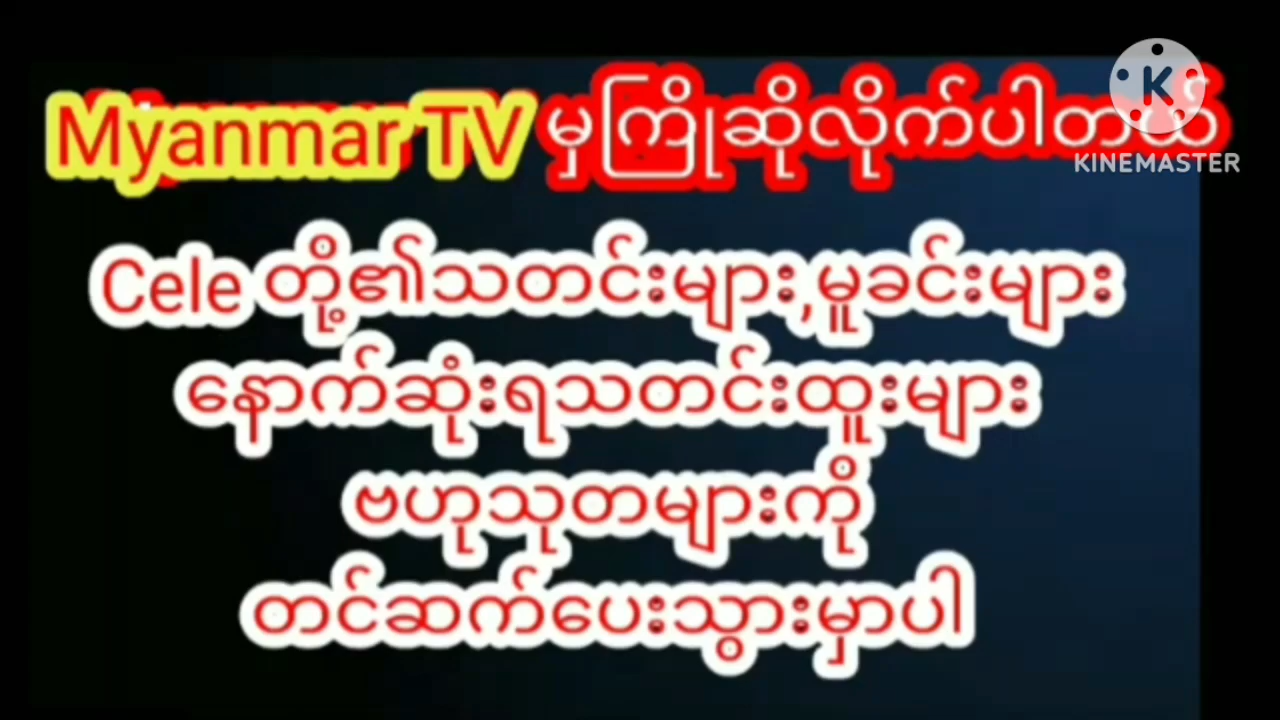 Myanmar TV မှကြိုဆိုလိုက်ပါတယ်
KINEMASTER
Cele တို့၏သတင်းများ,မူခင်းများ
နောက်ဆုံးရသတင်းထူးများ
ဗဟုသုတများကို
တင်ဆက်ပေးသွားမှာပါ